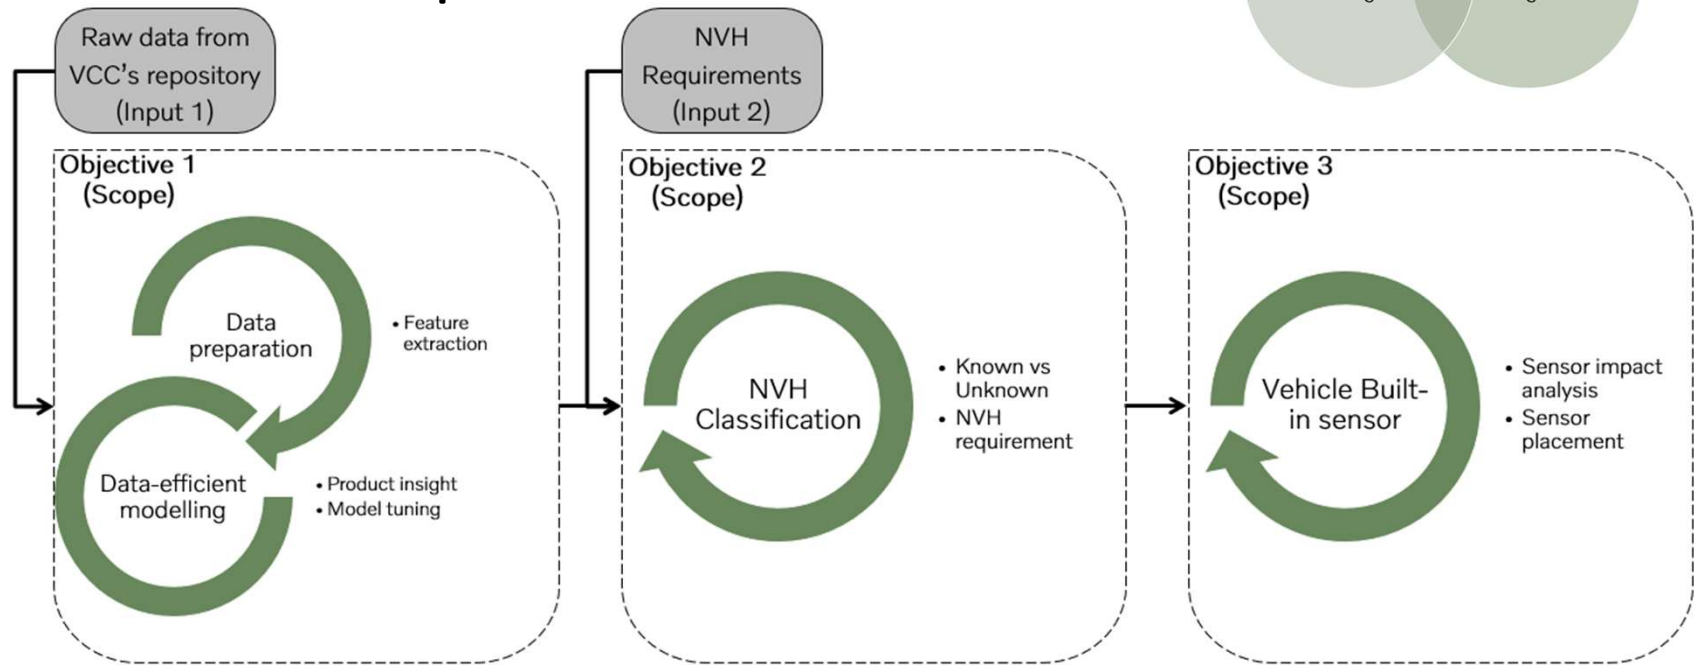 Raw data from
VCC's repository
(Input 1)
NVH
Requirements
(Input 2)
Objective 1
(Scope)
Data
preparation
• Feature
extraction
Data-efficient
modelling
• Product insight
• Model tuning
Objective 2
(Scope)
NVH
Classification
• Known vs
Unknown
• NVH
requirement
Objective 3
(Scope)
Vehicle Built-
in sensor
• Sensor impact
analysis
• Sensor
placement